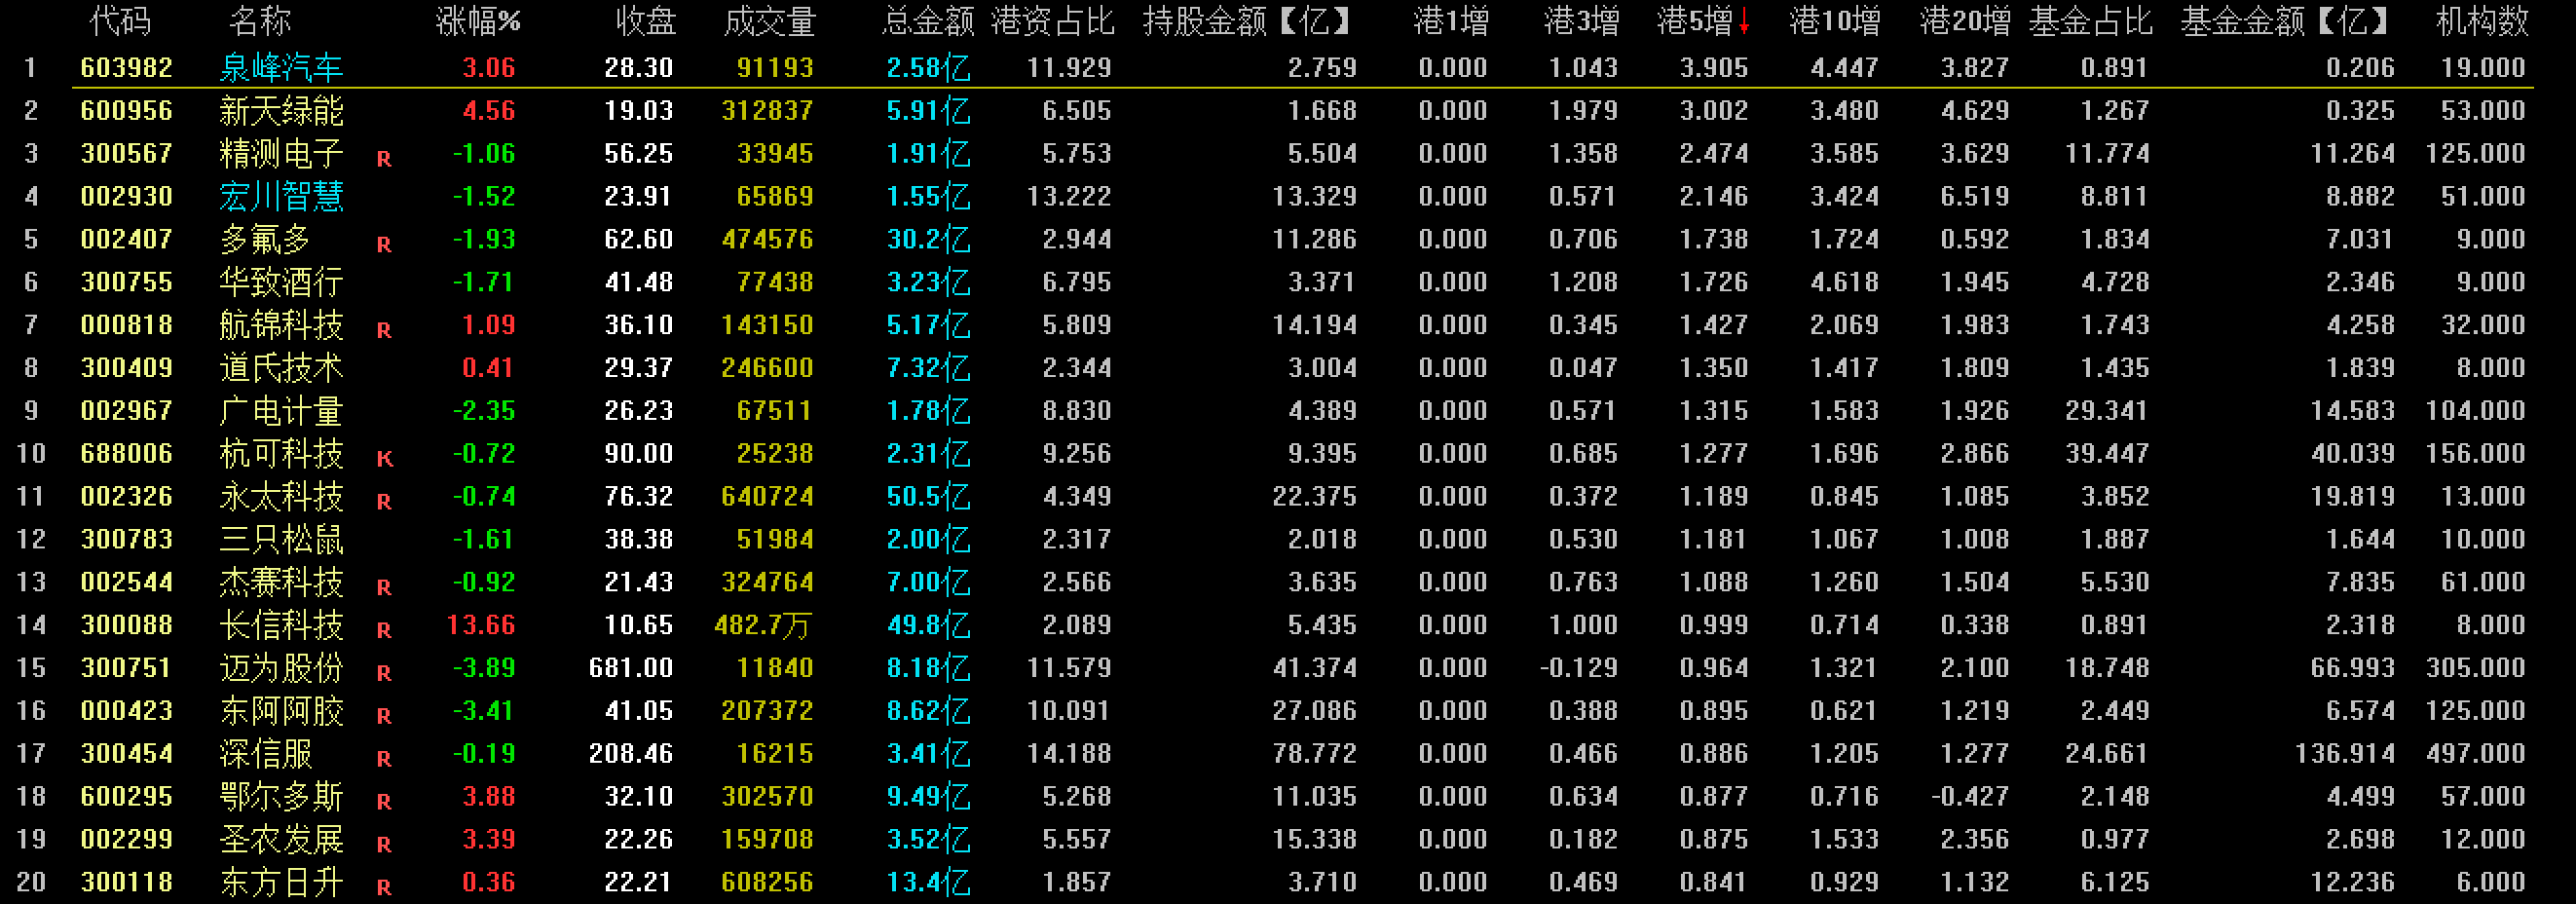 代码 名称 涨幅% 收盘 成交量 总金额 港资占比 持股金额【亿】 港1增 港3增 港5增↓ 港10增 港20增 基金占比 基金金额【亿】 机构数
1 603982 泉峰汽车 3.06 28.30 91193 2.58亿 11.929 2.759 0.000 1.043 3.905 4.447 3.827 0.891 0.206 19.000
2 600956 新天绿能 4.56 19.03 312837 5.91亿 6.505 1.668 0.000 1.979 3.002 3.480 4.629 1.267 0.325 53.000
3 300567 精测电子 R -1.06 56.25 33945 1.91亿 5.753 5.504 0.000 1.358 2.474 3.585 3.629 11.774 11.264 125.000
4 002930 宏川智慧 -1.52 23.91 65869 1.55亿 13.222 13.329 0.000 0.571 2.146 3.424 6.519 8.811 8.882 51.000
5 002407 多氟多 R -1.93 62.60 474576 30.2亿 2.944 11.286 0.000 0.706 1.738 1.724 0.592 1.834 7.031 9.000
6 300755 华致酒行 -1.71 41.48 77438 3.23亿 6.795 3.371 0.000 1.208 1.726 4.618 1.945 4.728 2.346 9.000
7 000818 航锦科技 R 1.09 36.10 143150 5.17亿 5.809 14.194 0.000 0.345 1.427 2.069 1.983 1.743 4.258 32.000
8 300409 道氏技术 0.41 29.37 246600 7.32亿 2.344 3.004 0.000 0.047 1.350 1.417 1.809 1.435 1.839 8.000
9 002967 广电计量 -2.35 26.23 67511 1.78亿 8.830 4.389 0.000 0.571 1.315 1.583 1.926 29.341 14.583 104.000
10 688006 杭可科技 K -0.72 90.00 25238 2.31亿 9.256 9.395 0.000 0.685 1.277 1.696 2.866 39.447 40.039 156.000
11 002326 永太科技 R -0.74 76.32 640724 50.5亿 4.349 22.375 0.000 0.372 1.189 0.845 1.085 3.852 19.819 13.000
12 300783 三只松鼠 -1.61 38.38 51984 2.00亿 2.317 2.018 0.000 0.530 1.181 1.067 1.008 1.887 1.644 10.000
13 002544 杰赛科技 R -0.92 21.43 324764 7.00亿 2.566 3.635 0.000 0.763 1.088 1.260 1.504 5.530 7.835 61.000
14 300088 长信科技 R 13.66 10.65 482.7万 49.8亿 2.089 5.435 0.000 1.000 0.999 0.714 0.338 0.891 2.318 8.000
15 300751 迈为股份 R -3.89 681.00 11840 8.18亿 11.579 41.374 0.000 -0.129 0.964 1.321 2.100 18.748 66.993 305.000
16 000423 东阿阿胶 R -3.41 41.05 207372 8.62亿 10.091 27.086 0.000 0.388 0.895 0.621 1.219 2.449 6.574 125.000
17 300454 深信服 R -0.19 208.46 16215 3.41亿 14.188 78.772 0.000 0.466 0.886 1.205 1.277 24.661 136.914 497.000
18 600295 鄂尔多斯 R 3.88 32.10 302570 9.49亿 5.268 11.035 0.000 0.634 0.877 0.716 -0.427 2.148 4.499 57.000
19 002299 圣农发展 R 3.39 22.26 159708 3.52亿 5.557 15.338 0.000 0.182 0.875 1.533 2.356 0.977 2.698 12.000
20 300118 东方日升 R 0.36 22.21 608256 13.4亿 1.857 3.710 0.000 0.469 0.841 0.929 1.132 6.125 12.236 6.000